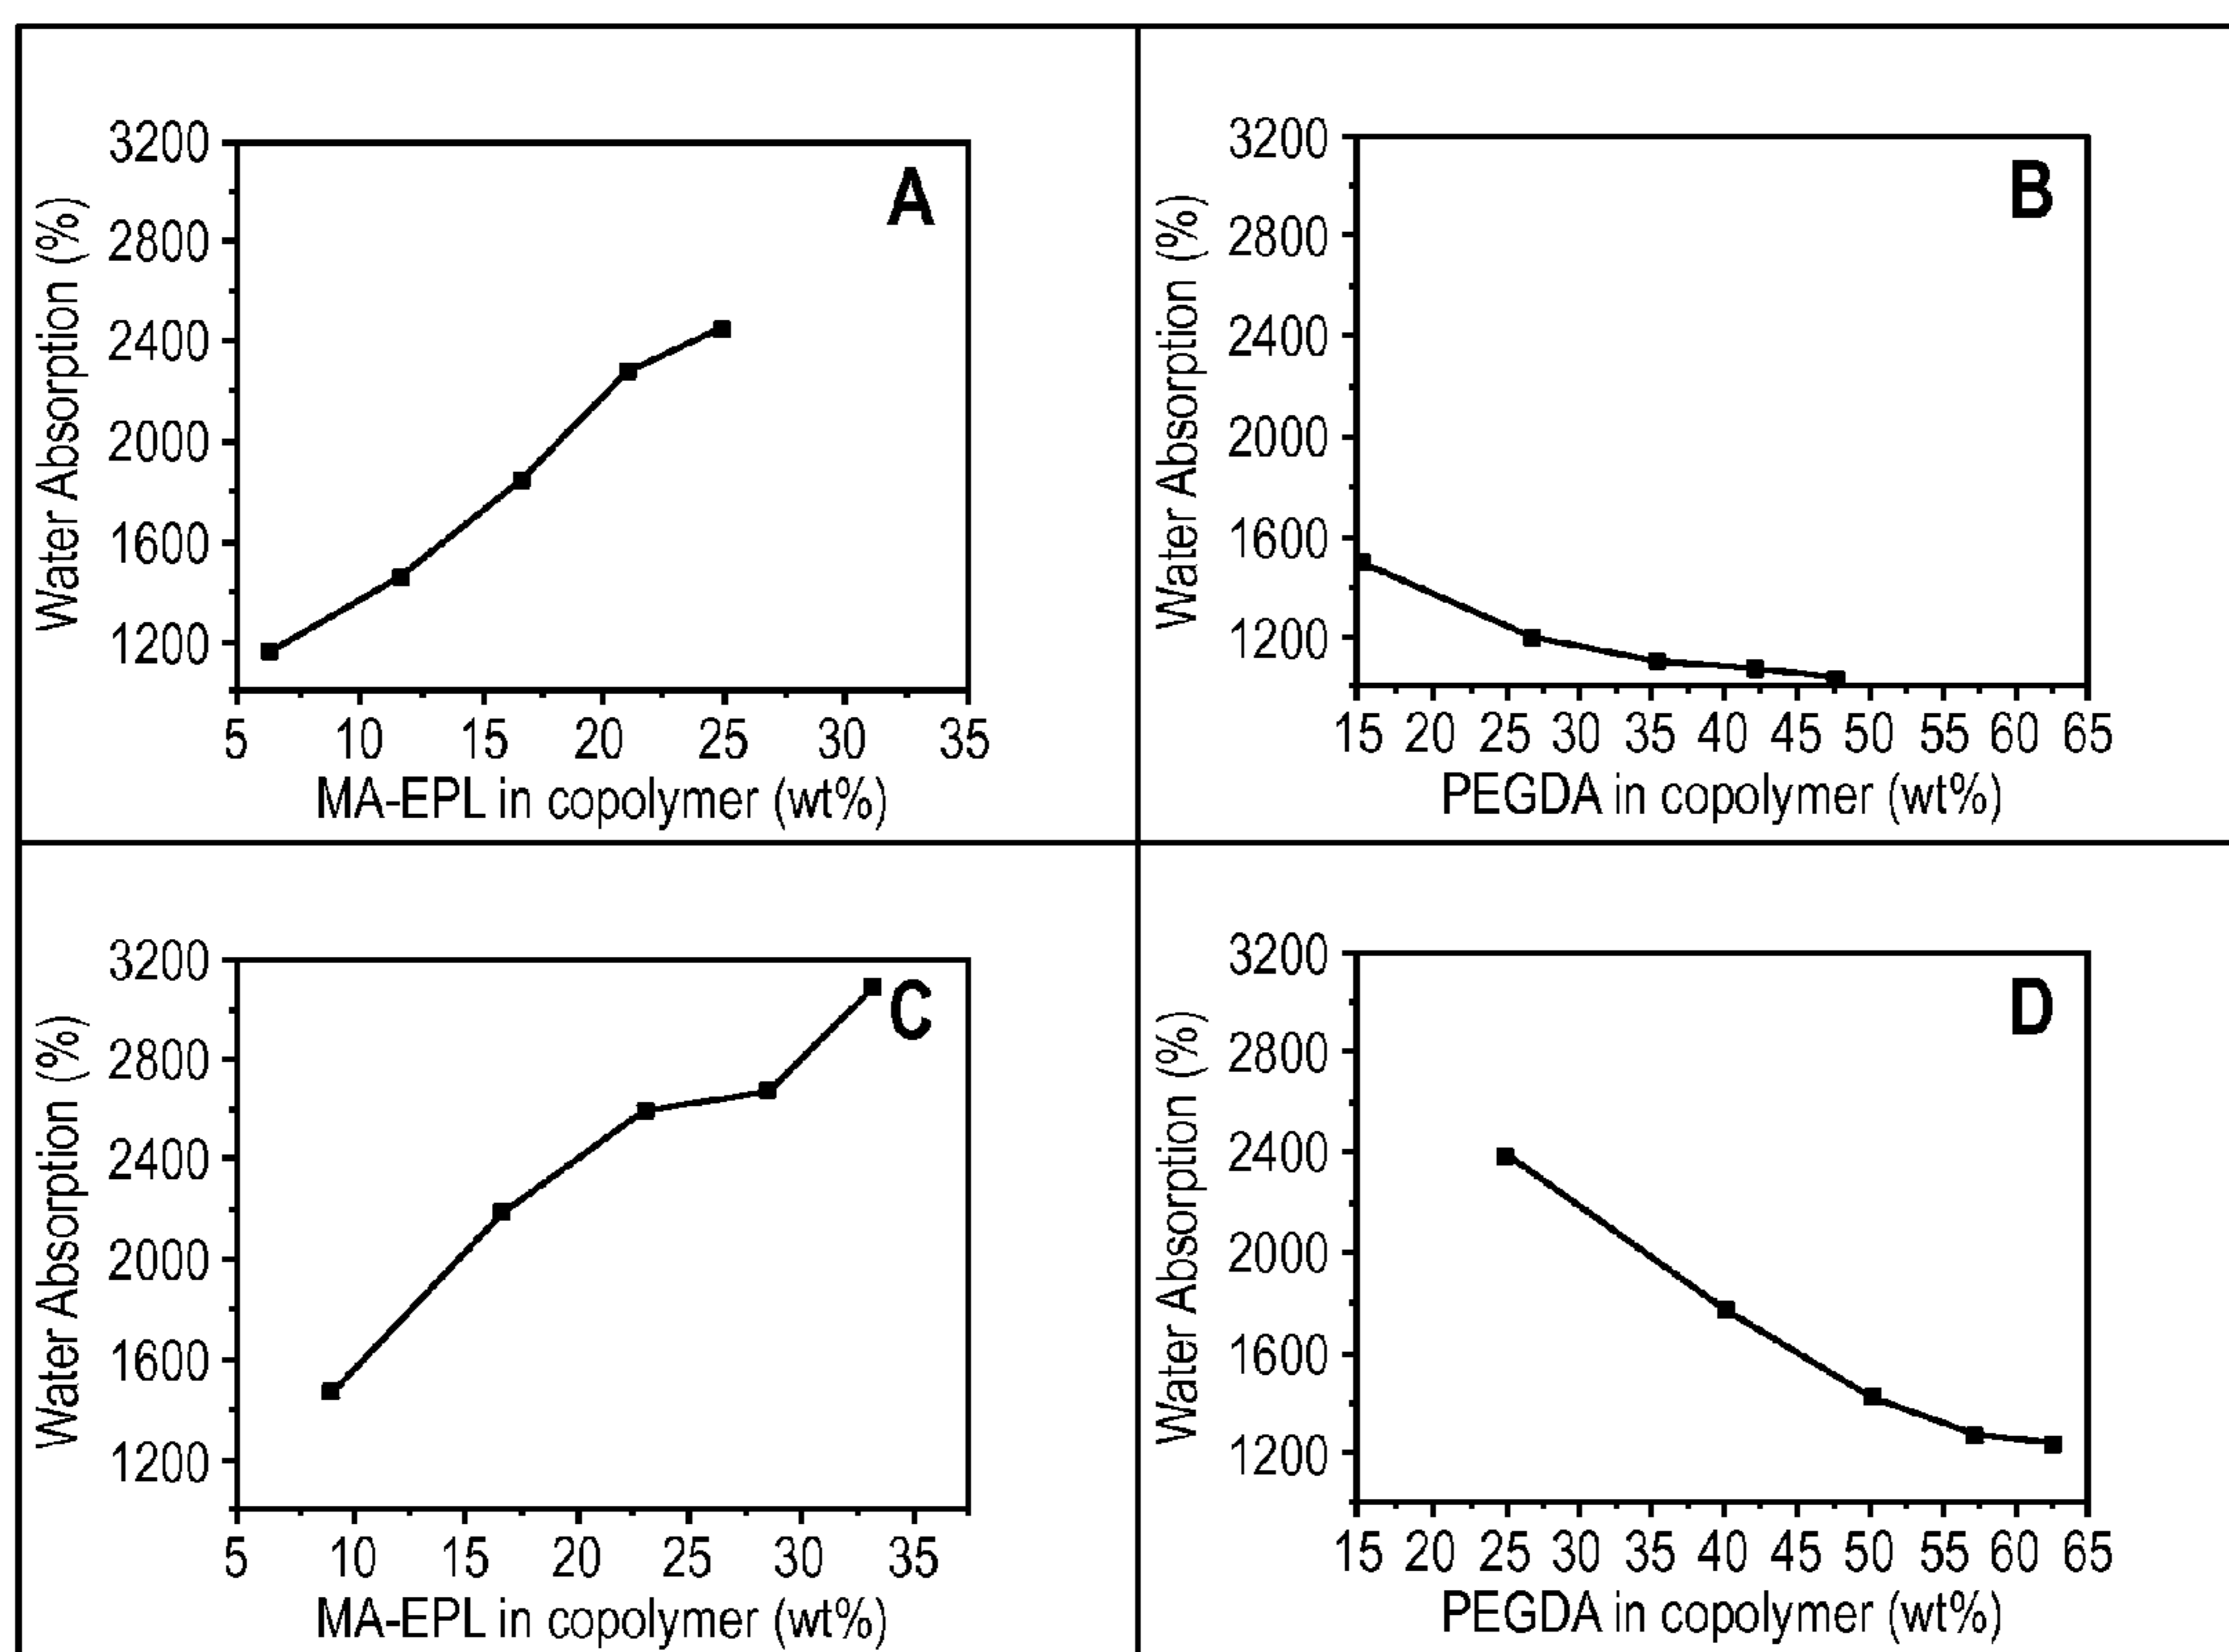 A
Water Absorption (%)
3200
2800
2400
2000
1600
1200
5 10 15 20 25 30 35
MA-EPL in copolymer (wt%)
B
Water Absorption (%)
3200
2800
2400
2000
1600
1200
15 20 25 30 35 40 45 50 55 60 65
PEGDA in copolymer (wt%)
C
Water Absorption (%)
3200
2800
2400
2000
1600
1200
5 10 15 20 25 30 35
MA-EPL in copolymer (wt%)
D
Water Absorption (%)
3200
2800
2400
2000
1600
1200
15 20 25 30 35 40 45 50 55 60 65
PEGDA in copolymer (wt%)